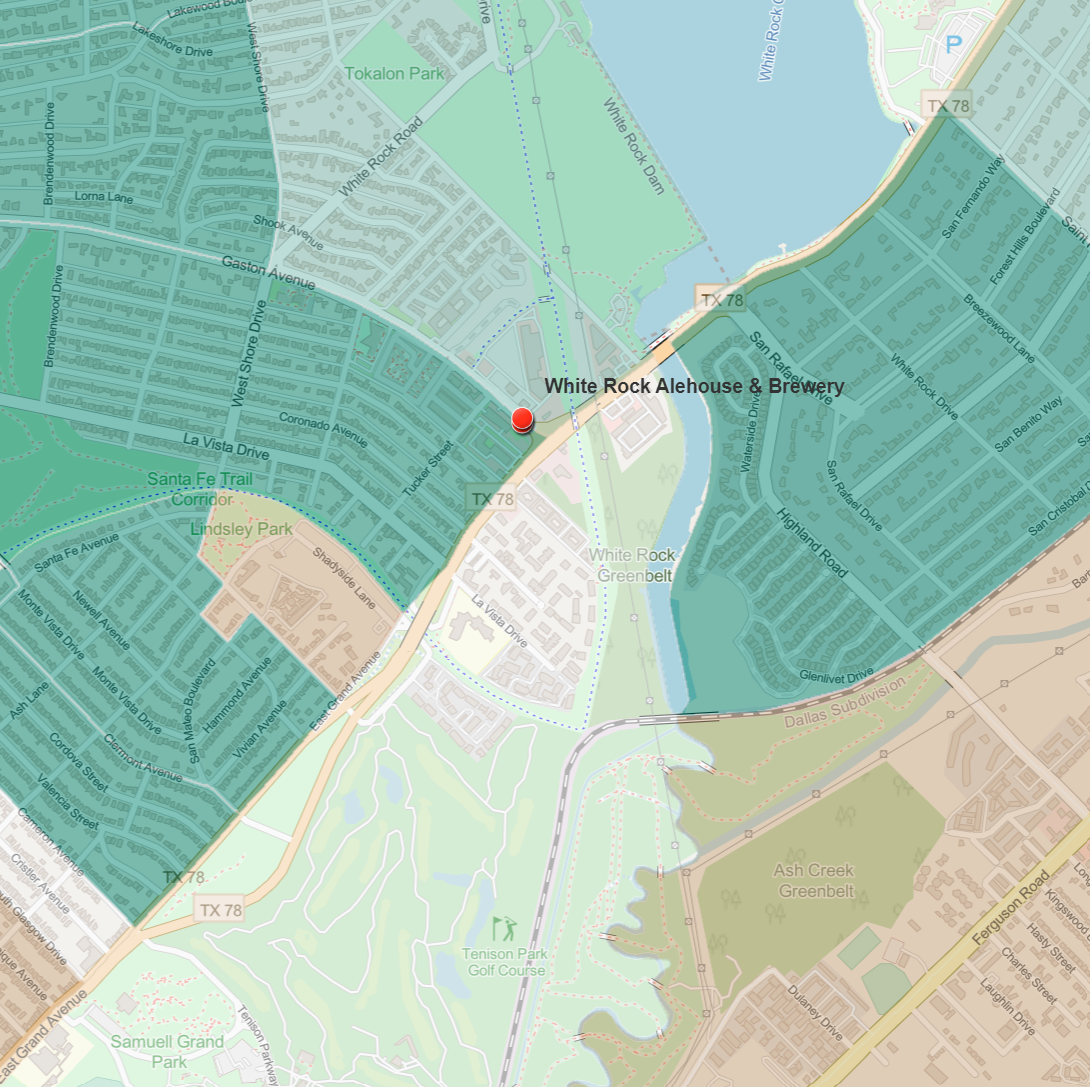 Lakewood Boul
Lakeshore Drive
West Shore Drive
Drive
White Rock
P
Tokalon Park
TX 78
White Rock Dam
White Rock Road
Brendenwood Drive
Lorna Lane
San Fernando Way
Shook Avenue
Forest Hills Boulevard
Saint
Gaston Avenue
Brendenwood Drive
TX 78
Breezewood Lane
West Shore Drive
San Rafael Drive
White Rock Drive
White Rock Alehouse & Brewery
Coronado Avenue
Waterside Drive
San Benito Way
La Vista Drive
Tucker Street
Santa Fe Trail
Corridor
TX 78
San Rafael Drive
San Cristobal
Lindsley Park
Highland Road
Santa Fe Avenue
Shadyside Lane
White Rock
Greenbelt
Monte Vista Drive
Newell Avenue
La Vista Drive
Glenlivet Drive
Ash Lane
Monte Vista Drive
San Mateo Boulevard
Hammond Avenue
East Grand Avenue
Dallas Subdivision
Vivian Avenue
Cordova Street
Clermont Avenue
Valencia Street
Cameron Avenue
TX 78
Ash Creek
Greenbelt
Cristler Avenue
TX 78
Ferguson Road
South Glasgow Drive
Kingswood
Tenison Park
Golf Course
Hasty Street
Charles Street
Laughlin Drive
Dulaney Drive
East Grand Avenue
Tenison Parkway
Samuell Grand
Park